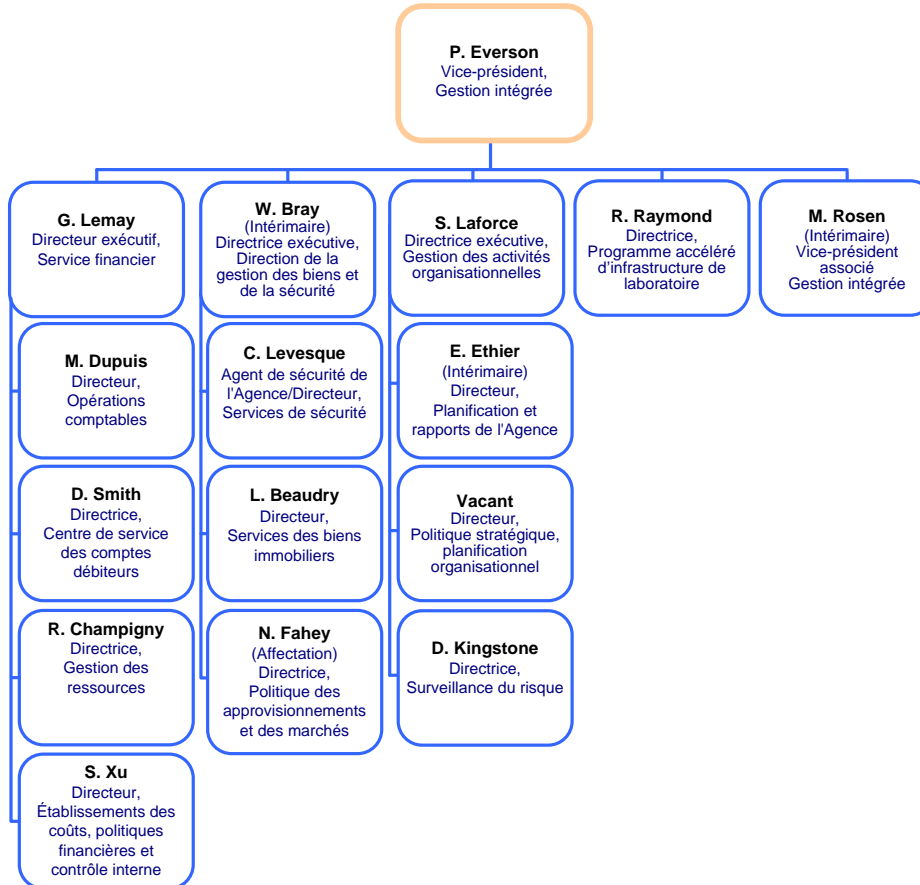 P. Everson
Vice-président,
Gestion intégrée
G. Lemay
Directeur exécutif,
Service financier
W. Bray
(Intérimaire)
Directrice exécutive,
Direction de la
gestion des biens et
de la sécurité
S. Laforce
Directrice exécutive,
Gestion des activités
organisationnelles
R. Raymond
Directrice,
Programme accéléré
d'infrastructure de
laboratoire
M. Rosen
(Intérimaire)
Vice-président
associé
Gestion intégrée
M. Dupuis
Directeur,
Opérations
comptables
C. Levesque
Agent de sécurité de
l'Agence/Directeur,
Services de sécurité
E. Ethier
(Intérimaire)
Directeur,
Planification et
rapports de l'Agence
D. Smith
Directrice,
Centre de service
des comptes
débiteurs
L. Beaudry
Directeur,
Services des biens
immobiliers
Vacant
Directeur,
Politique stratégique,
planification
organisationnel
R. Champigny
Directrice,
Gestion des
ressources
N. Fahey
(Affectation)
Directrice,
Politique des
approvisionnements
et des marchés
D. Kingstone
Directrice,
Surveillance du risque
S. Xu
Directeur,
Établissements des
coûts, politiques
financières et
contrôle interne